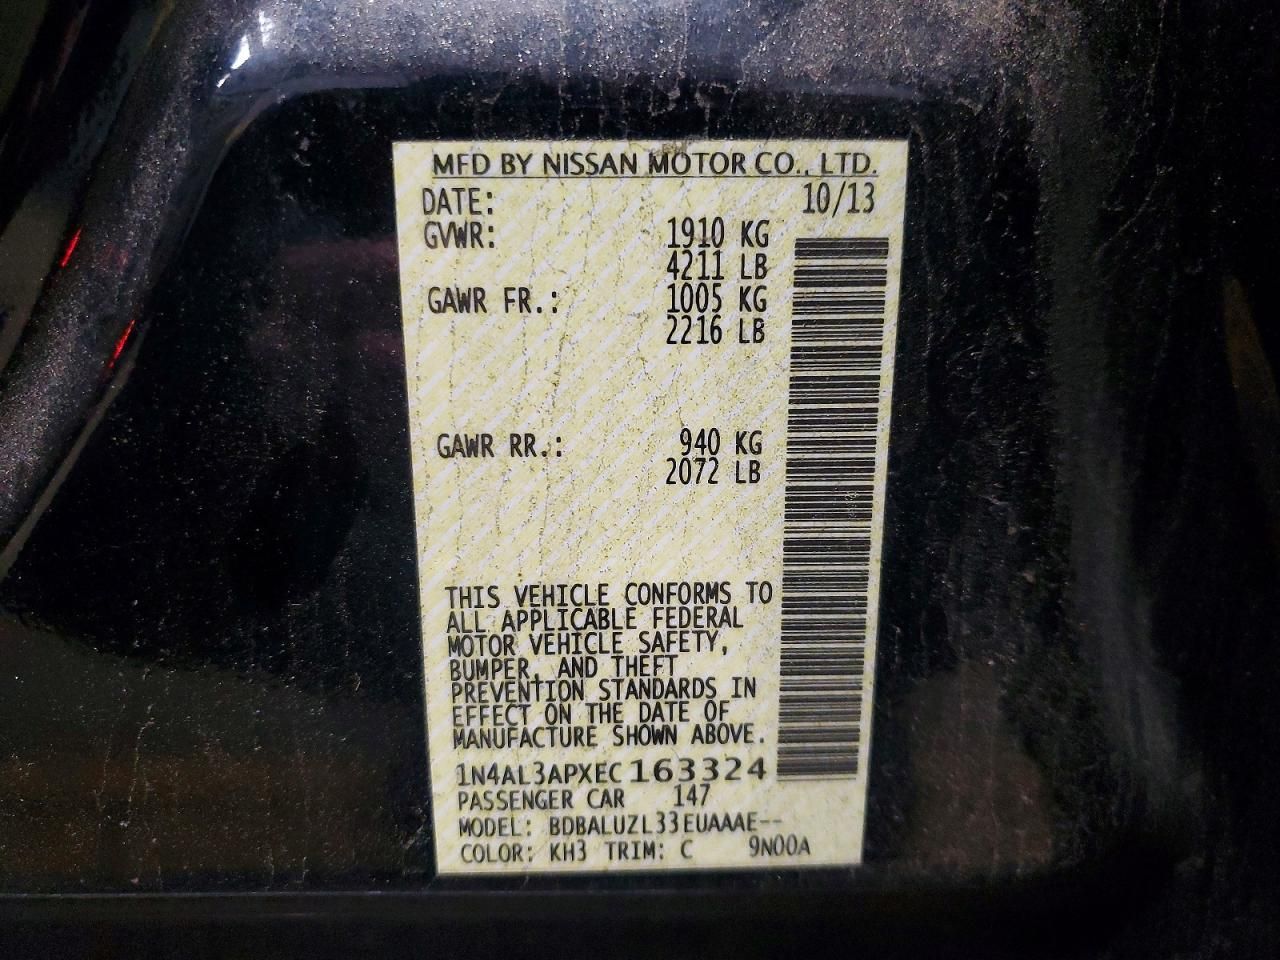 MFD BY NISSAN MOTOR CO., LTD.
DATE: 10/13
GVWR: 1910 KG
4211 LB
GAWR FR.: 1005 KG
2216 LB
GAWR RR.: 940 KG
2072 LB
THIS VEHICLE CONFORMS TO
ALL APPLICABLE FEDERAL
MOTOR VEHICLE SAFETY,
BUMPER, AND THEFT
PREVENTION STANDARDS IN
EFFECT ON THE DATE OF
MANUFACTURE SHOWN ABOVE.
1N4AL3APXEC163324
PASSENGER CAR 147
MODEL: BDBALUZL33EUAAAE--
COLOR: KH3 TRIM: C 9N00A